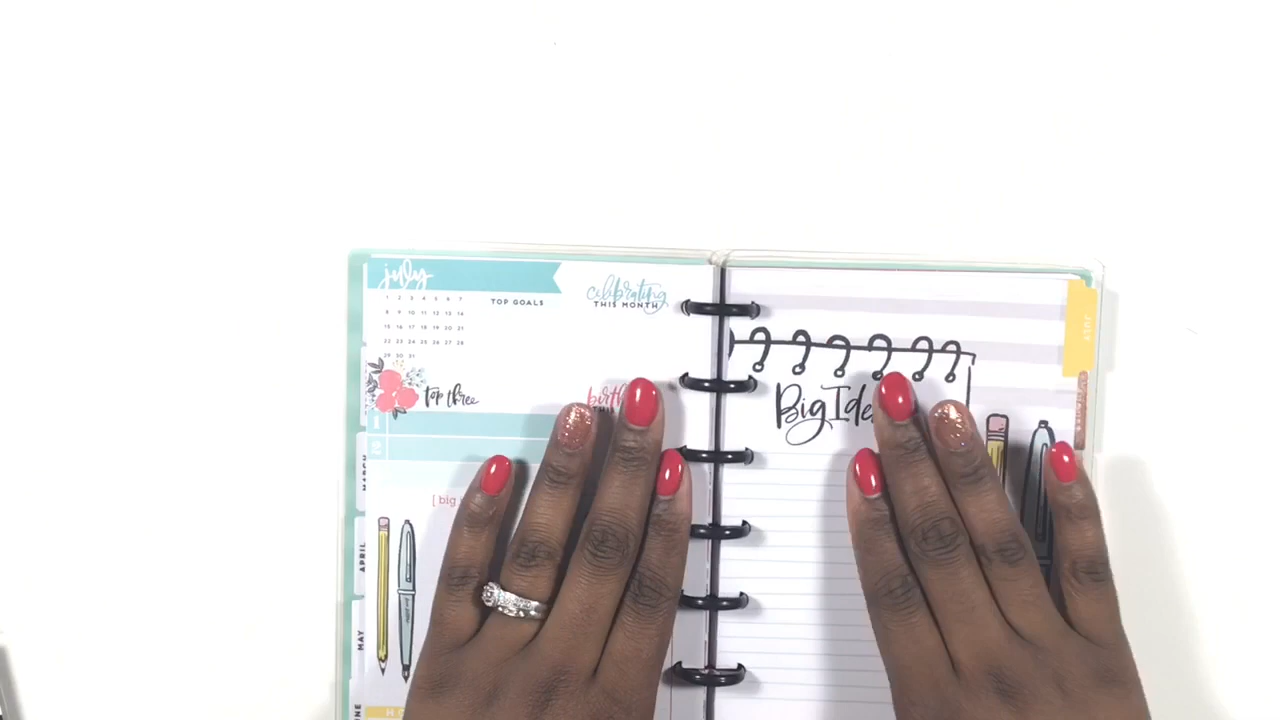 july
TOP GOALS
celebrating
THIS MONTH
1 2 3 4 5 6 7
8 9 10 11 12 13 14
15 16 17 18 19 20 21
22 23 24 25 26 27 28
29 30 31
top three
[ big
MARCH
APRIL
MAY
Big
JULY